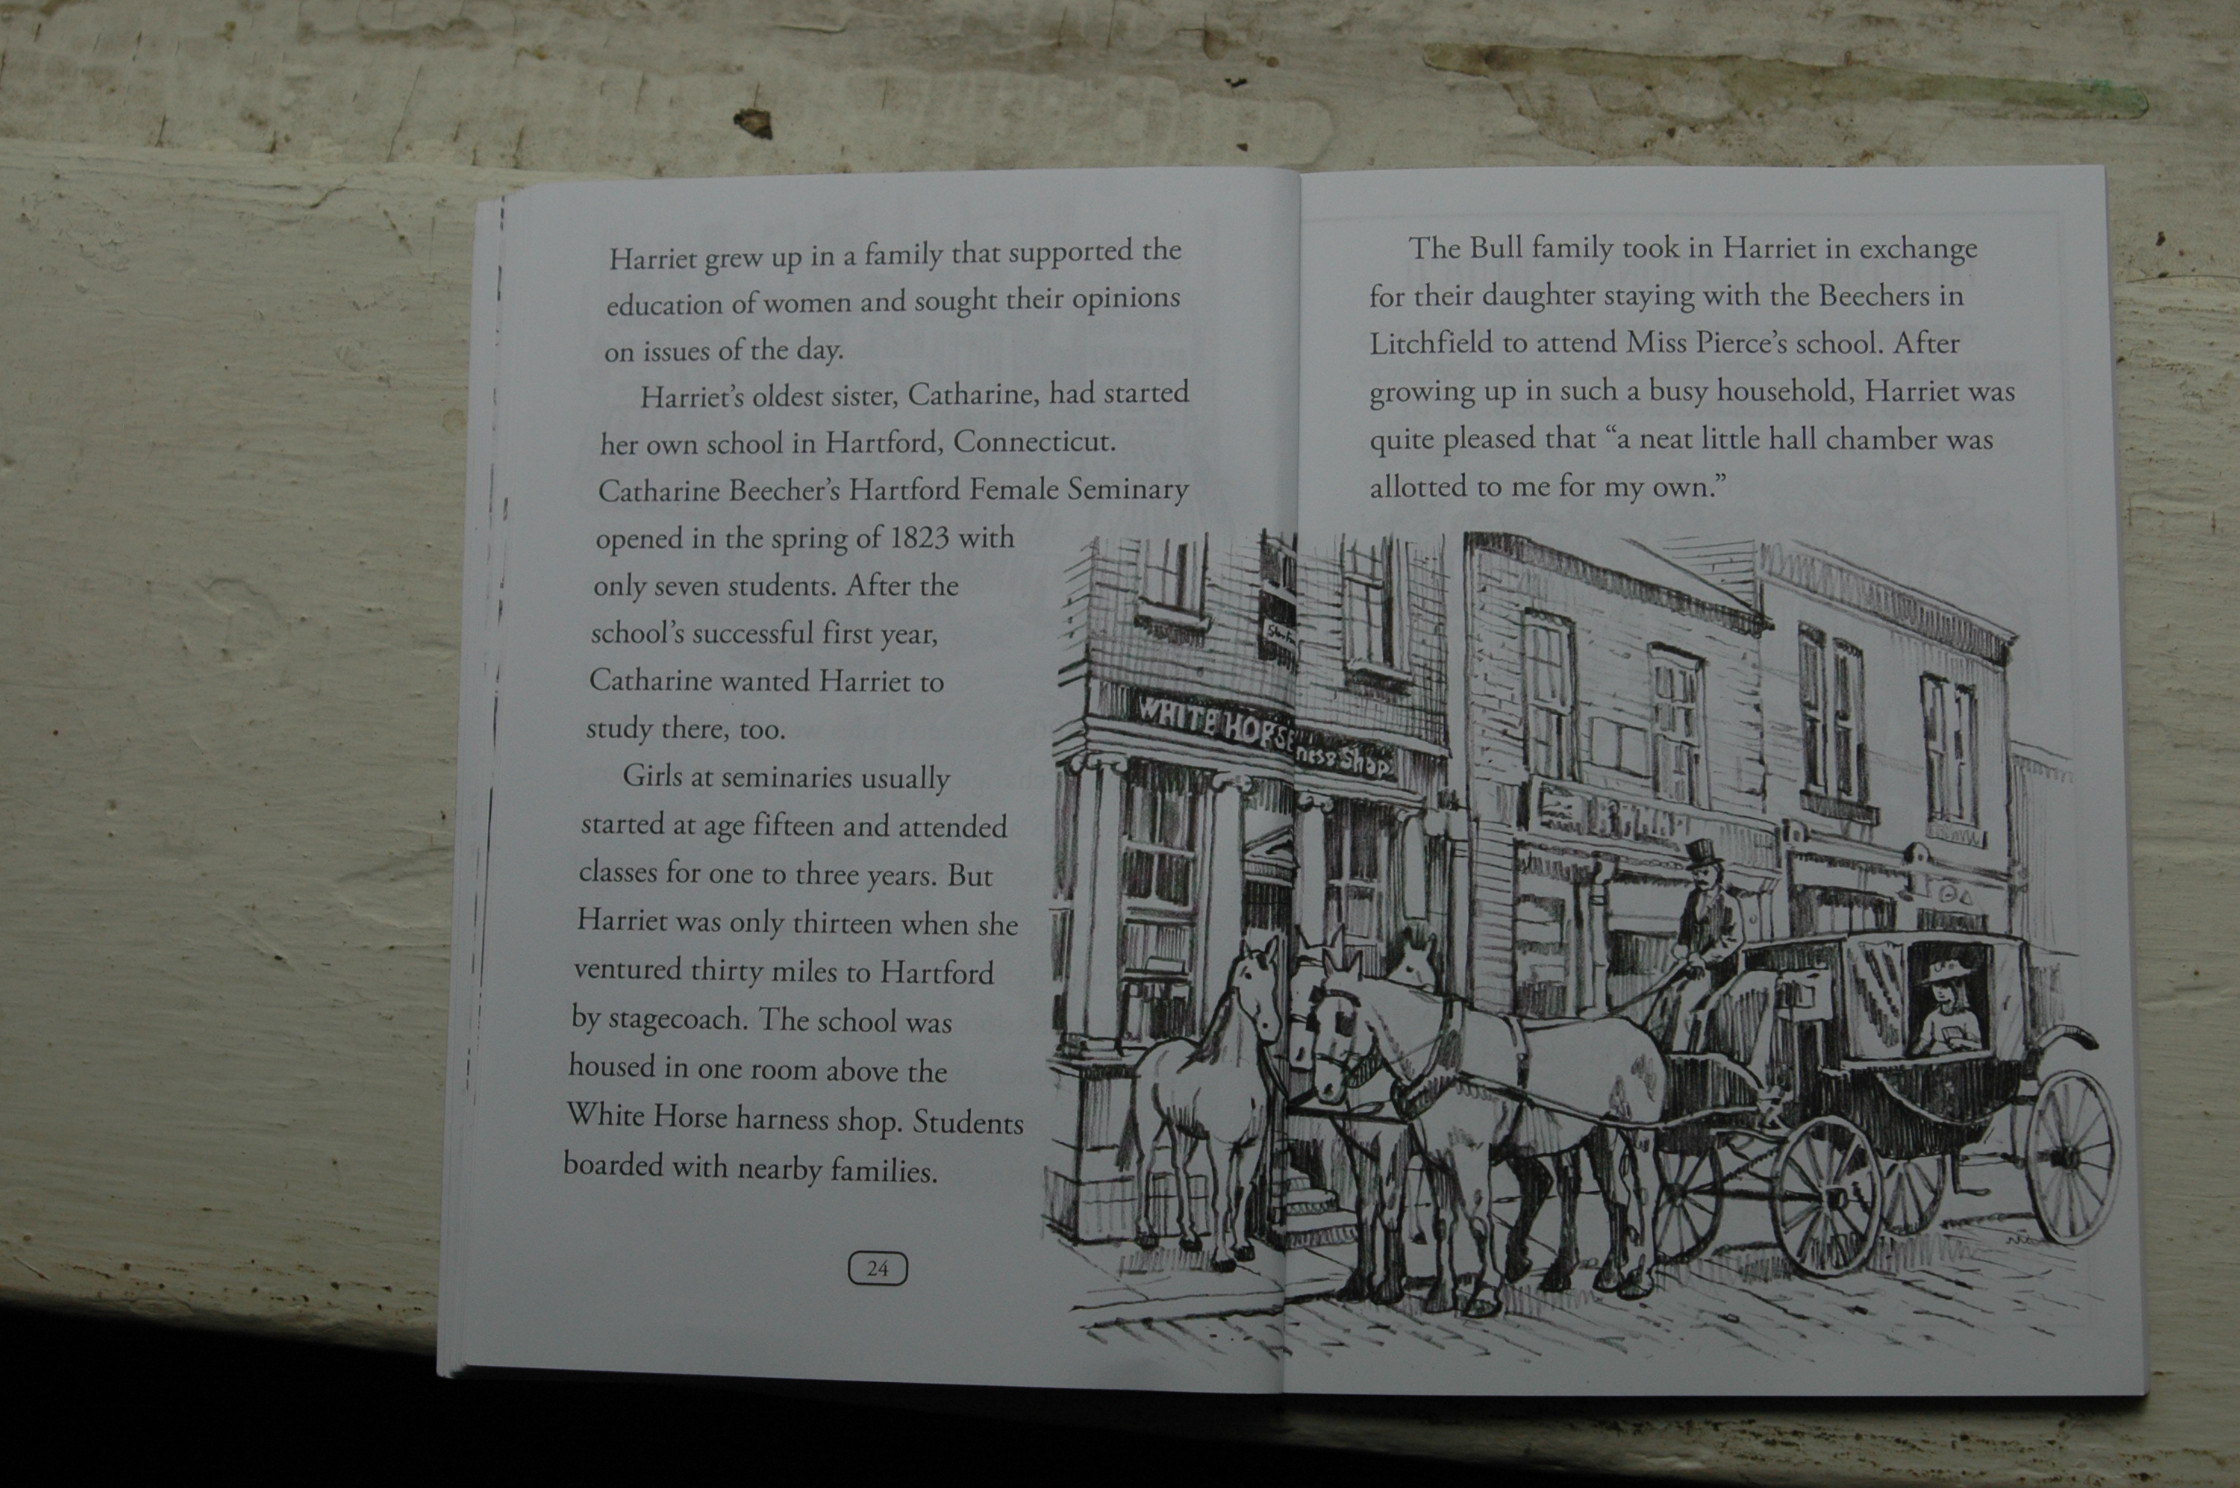 Harriet grew up in a family that supported the
education of women and sought their opinions
on issues of the day.
Harriet's oldest sister, Catharine, had started
her own school in Hartford, Connecticut.
Catharine Beecher's Hartford Female Seminary
opened in the spring of 1823 with
only seven students. After the
school's successful first year,
Catharine wanted Harriet to
study there, too.
Girls at seminaries usually
started at age fifteen and attended
classes for one to three years. But
Harriet was only thirteen when she
ventured thirty miles to Hartford
by stagecoach. The school was
housed in one room above the
White Horse harness shop. Students
boarded with nearby families.
24
The Bull family took in Harriet in exchange
for their daughter staying with the Beechers in
Litchfield to attend Miss Pierce's school. After
growing up in such a busy household, Harriet was
quite pleased that “a neat little hall chamber was
allotted to me for my own.”
WHITE HORSE
ness Shop